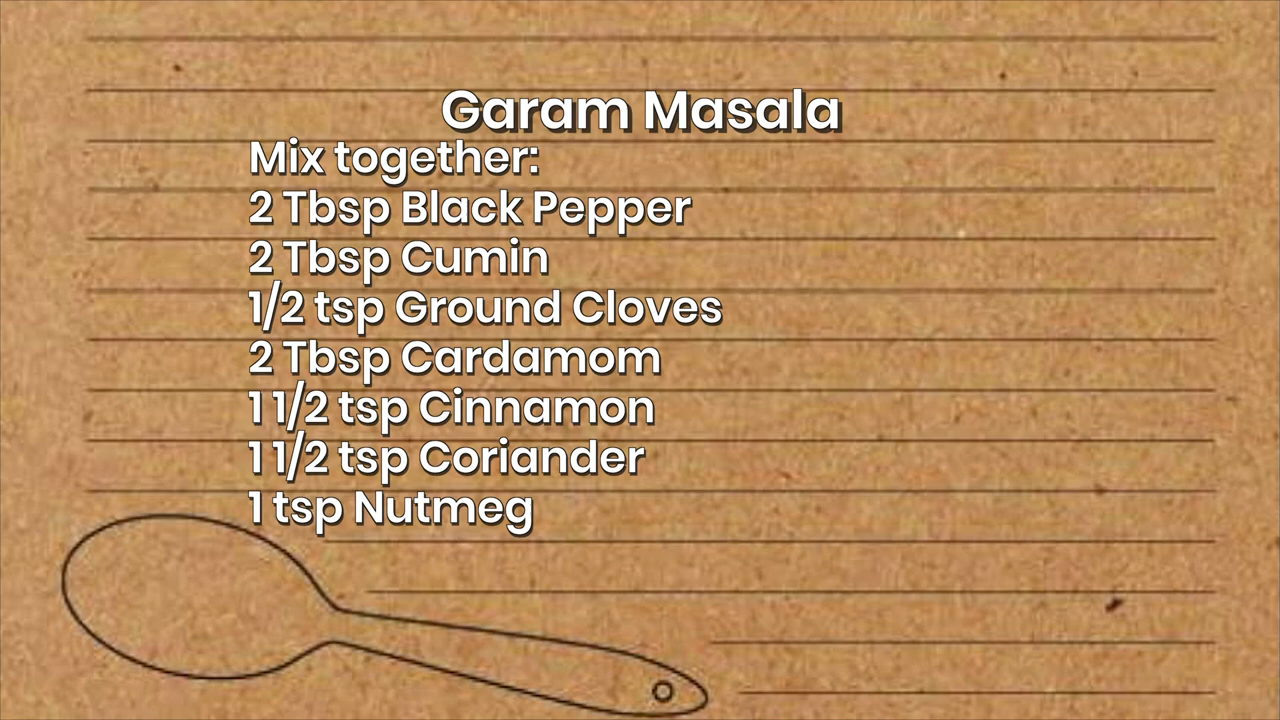 Garam Masala
Mix together:
2 Tbsp Black Pepper
2 Tbsp Cumin
1/2 tsp Ground Cloves
2 Tbsp Cardamom
1 1/2 tsp Cinnamon
1 1/2 tsp Coriander
1 tsp Nutmeg